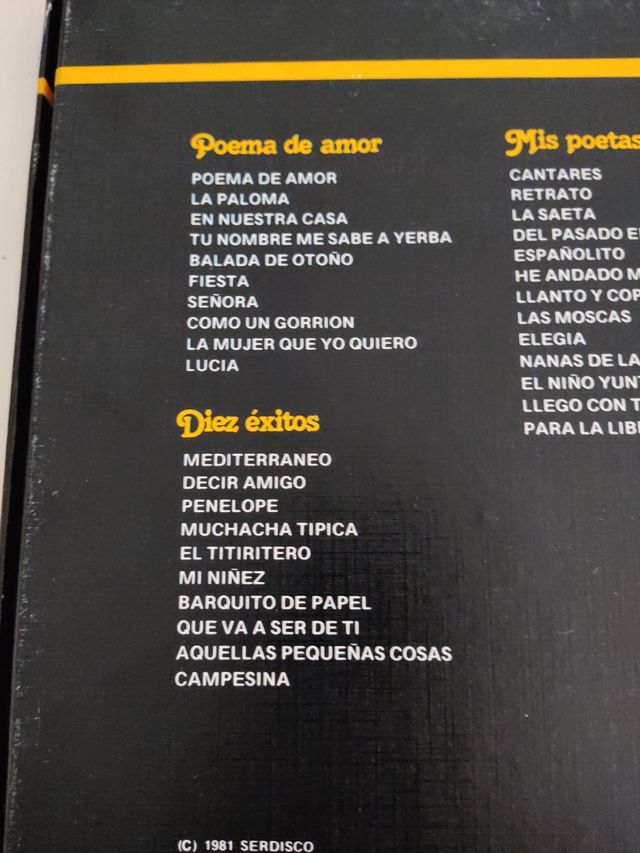 Poema de amor
POEMA DE AMOR
LA PALOMA
EN NUESTRA CASA
TU NOMBRE ME SABE A YERBA
BALADA DE OTOÑO
FIESTA
SEÑORA
COMO UN GORRION
LA MUJER QUE YO QUIERO
LUCIA
Diez éxitos
MEDITERRANEO
DECIR AMIGO
PENELOPE
MUCHACHA TIPICA
EL TITIRITERO
MI NIÑEZ
BARQUITO DE PAPEL
QUE VA A SER DE TI
AQUELLAS PEQUEÑAS COSAS
CAMPESINA
Mis poetas
CANTARES
RETRATO
LA SAETA
DEL PASADO
ESPAÑOLITO
HE ANDADO
LLANTO Y
LAS MOSCAS
ELEGIA
NANAS DE LA
EL NIÑO
LLEGO CON
PARA LA
(C) 1981 SERDISCO